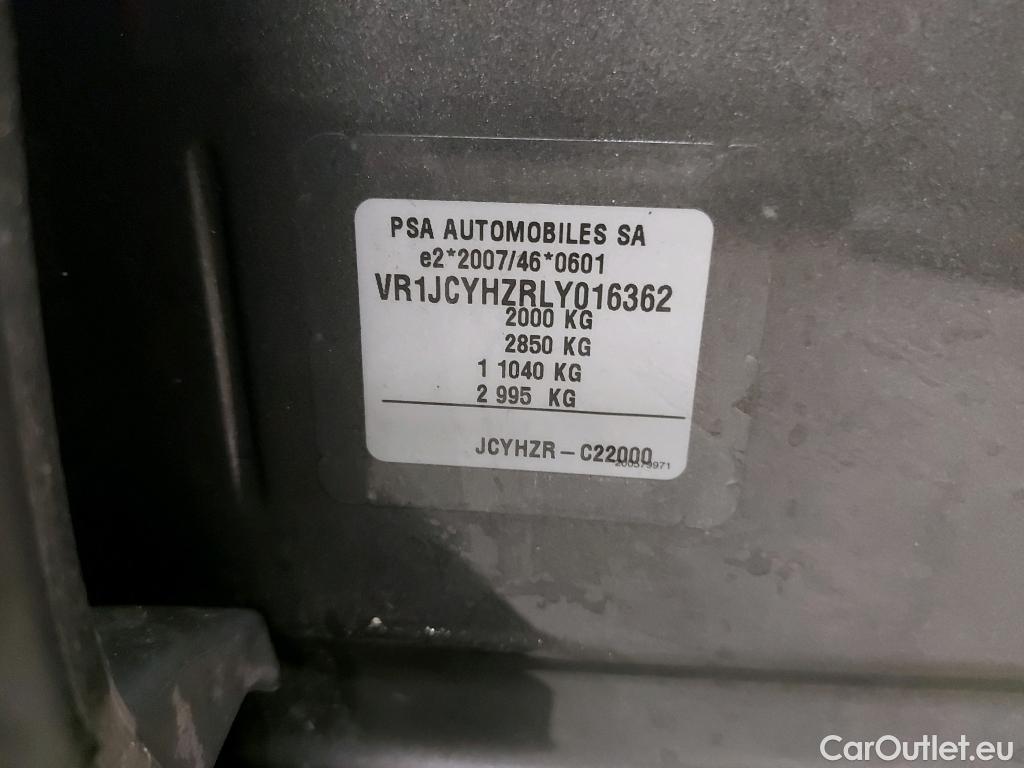 PSA AUTOMOBILES SA
e2*2007/46*0601
VR1JCYHZRLY016362
2000 KG
2850 KG
1 1040 KG
2 995 KG
JCYHZR – C22000
CarOutlet.eu